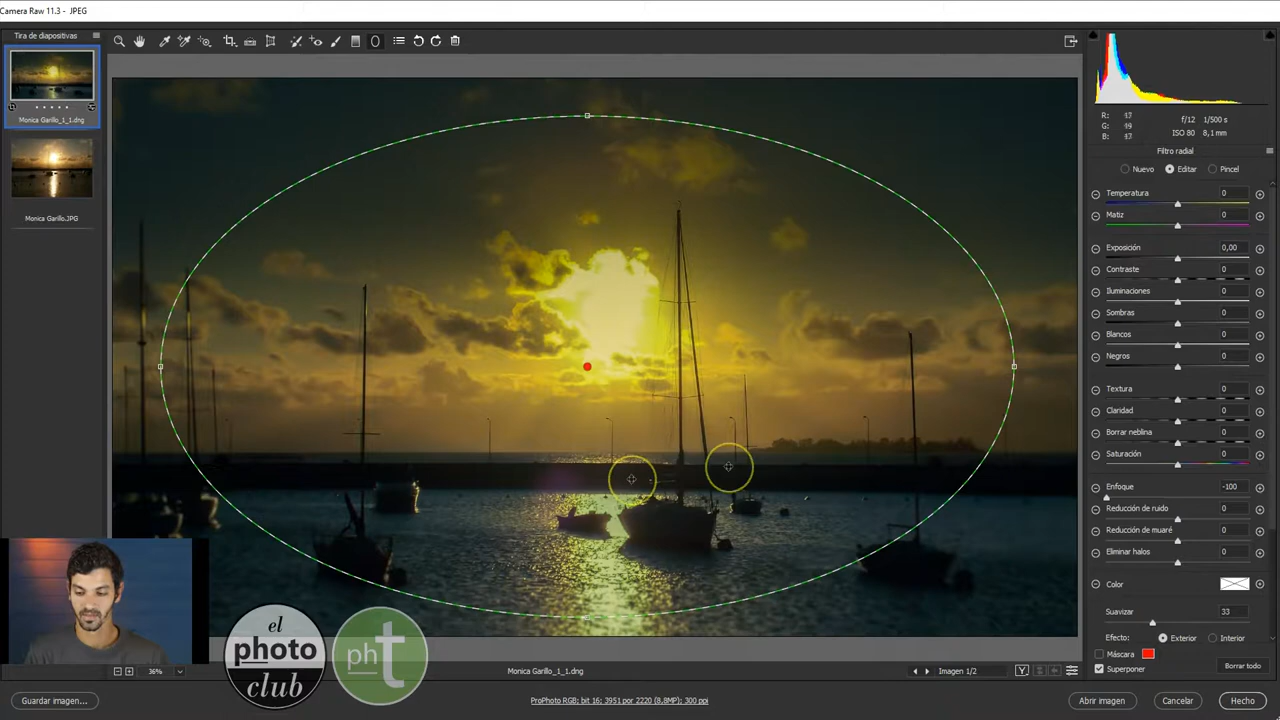 Camera Raw 11.3 - JPEG
Tira de diapositivas
Monica Garillo_1_1.dng
Monica Garillo.JPG
R: 47
G: 49
B: 47
f/12 1/500 s
ISO 80 8,1 mm
Filtro radial
Nuevo Editar Pincel
Temperatura 0
Matiz 0
Exposición 0,00
Contraste 0
Iluminaciones 0
Sombras 0
Blancos 0
Negros 0
Textura 0
Claridad 0
Borrar neblina 0
Saturación 0
Enfoque -100
Reducción de ruido 0
Reducción de muaré 0
Eliminar halos 0
Color
Suavizar 33
Efecto: Exterior Interior
Máscara
Superponer Borrar todo
el
photo
club
ph t
36% Monica Garillo_1_1.dng Imagen 1/2 Y
Guardar imagen... ProPhoto RGB; bit 16; 3951 por 2220 (8,8MP); 300 ppi Abrir imagen Cancelar Hecho